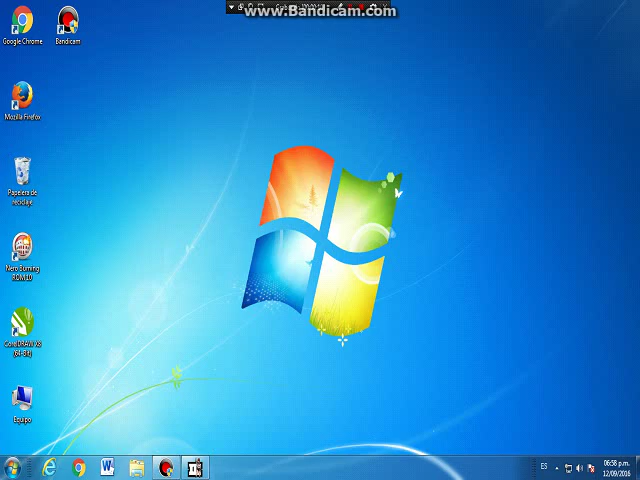 www.Bandicam.com
Google Chrome
Bandicam
Mozilla Firefox
Papelera de
reciclaje
Nero Burning
ROM 10
CorelDRAW X8
(64-Bit)
Equipo
ES
06:58 p.m.
12/09/2016